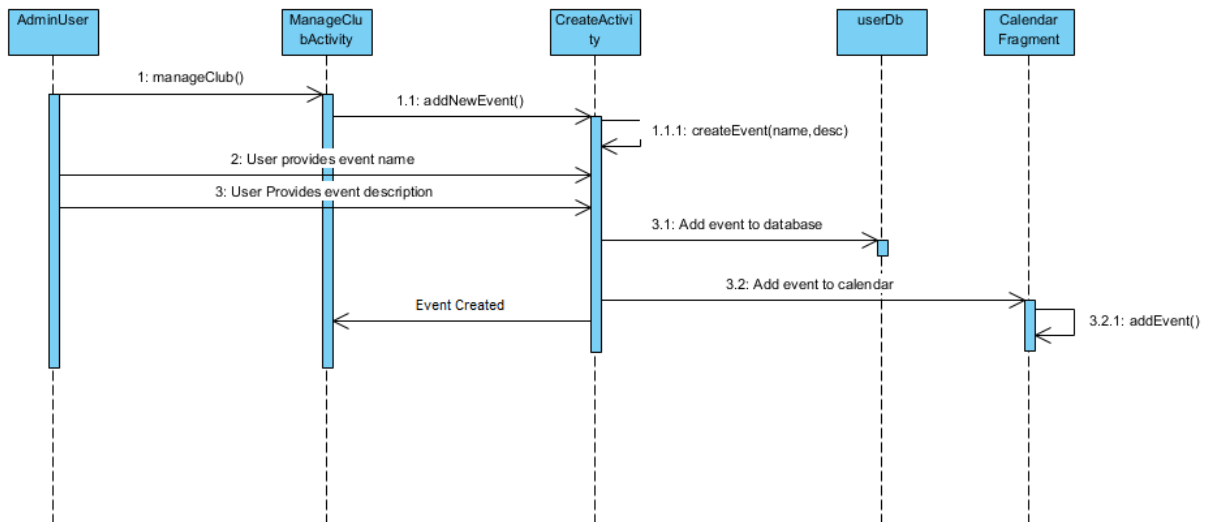 AdminUser
ManageClu
bActivity
CreateActivi
ty
userDb
Calendar
Fragment
1: manageClub()
1.1: addNewEvent()
1.1.1: createEvent(name,desc)
2: User provides event name
3: User Provides event description
3.1: Add event to database
3.2: Add event to calendar
Event Created
3.2.1: addEvent()